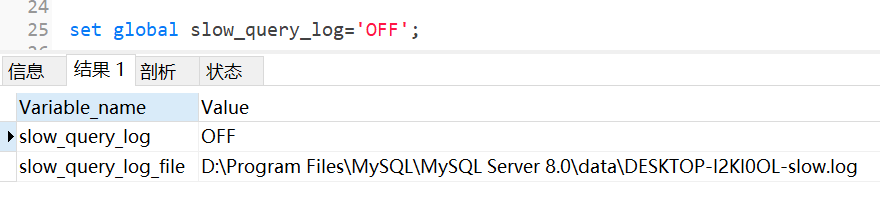 24
25 set global slow_query_log='OFF';
26
信息 结果 1 剖析 状态
Variable_name Value
slow_query_log OFF
slow_query_log_file D:\Program Files\MySQL\MySQL Server 8.0\data\DESKTOP-I2KI0OL-slow.log